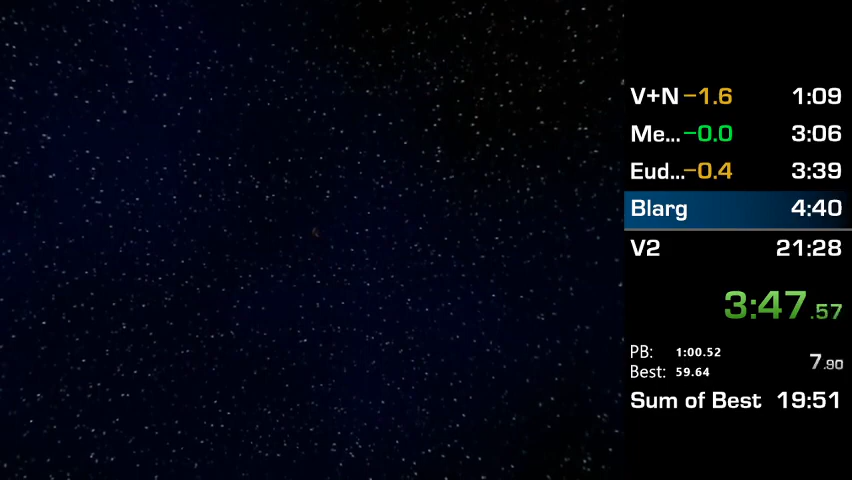 V+N −1.6 1:09
Me... −0.0 3:06
Eud... −0.4 3:39
Blarg 4:40
V2 21:28
3:47.57
PB: 1:00.52
7.90
Best: 59.64
Sum of Best 19:51